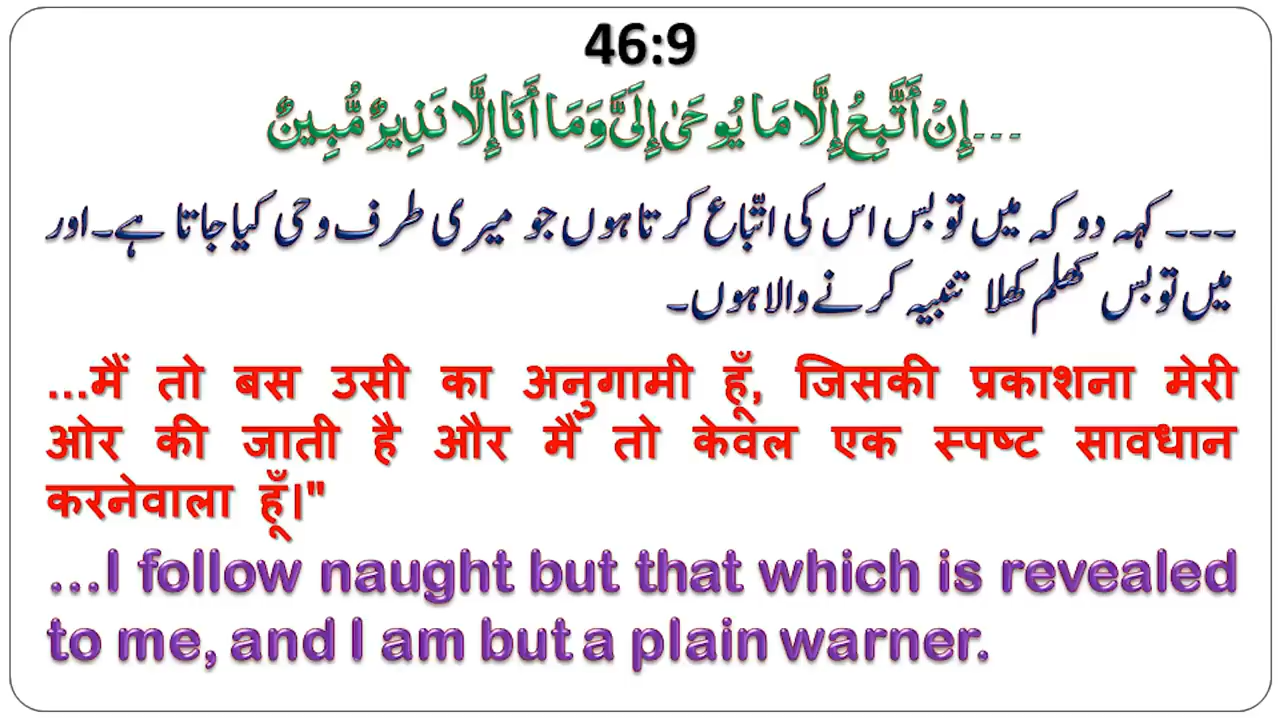 46:9
---إِنْ أَتَّبِعُ إِلَّا مَا يُوحَىٰ إِلَىَّ وَمَا أَنَا إِلَّا نَذِيرٌ مُّبِينٌ
--- کہہ دو کہ میں تو بس اس کی اتّباع کرتا ہوں جو میری طرف وحی کیا جاتا ہے۔ اور
میں تو بس کھلم کھلا تنبیہ کرنے والا ہوں۔
...मैं तो बस उसी का अनुगामी हूँ, जिसकी प्रकाशना मेरी
ओर की जाती है और मैं तो केवल एक स्पष्ट सावधान
करनेवाला हूँ।"
...I follow naught but that which is revealed
to me, and I am but a plain warner.